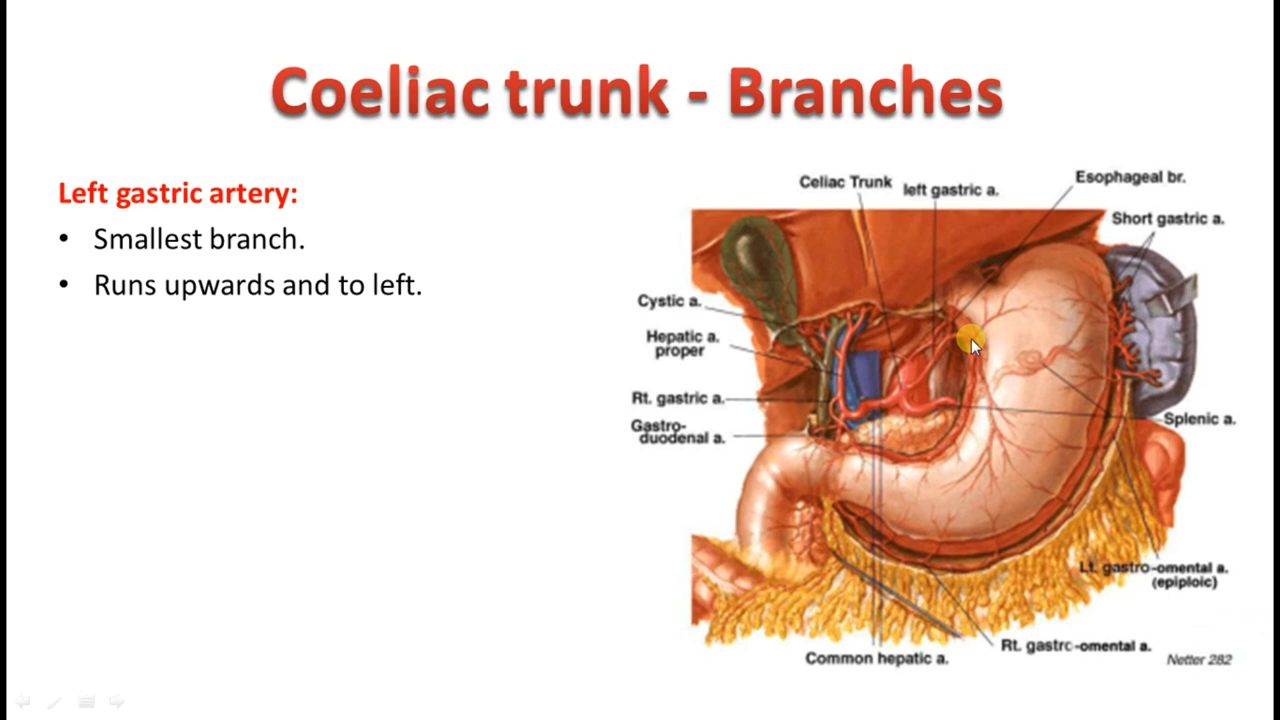 Coeliac trunk - Branches
Left gastric artery:
• Smallest branch.
• Runs upwards and to left.
Celiac Trunk
left gastric a.
Esophageal br.
Short gastric a.
Cystic a.
Hepatic a.
proper
Rt. gastric a.
Gastro-
duodenal a.
Splenic a.
Lt. gastro-omental a.
(epiploic)
Rt. gastro-omental a.
Common hepatic a.
Netter 282